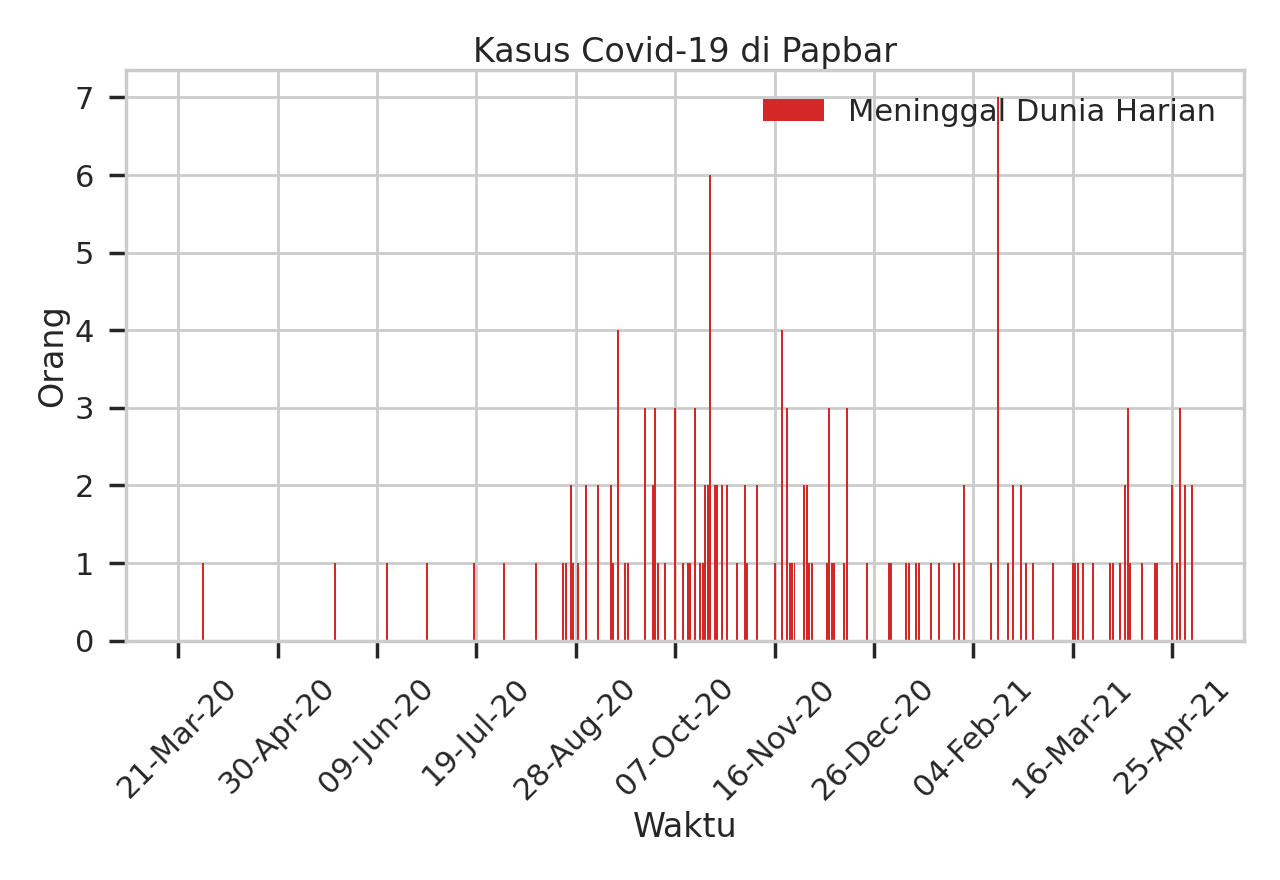 Kasus Covid-19 di Papbar
Meninggal Dunia Harian
Orang
7
6
5
4
3
2
1
0
21-Mar-20
30-Apr-20
09-Jun-20
19-Jul-20
28-Aug-20
07-Oct-20
16-Nov-20
26-Dec-20
04-Feb-21
16-Mar-21
25-Apr-21
Waktu